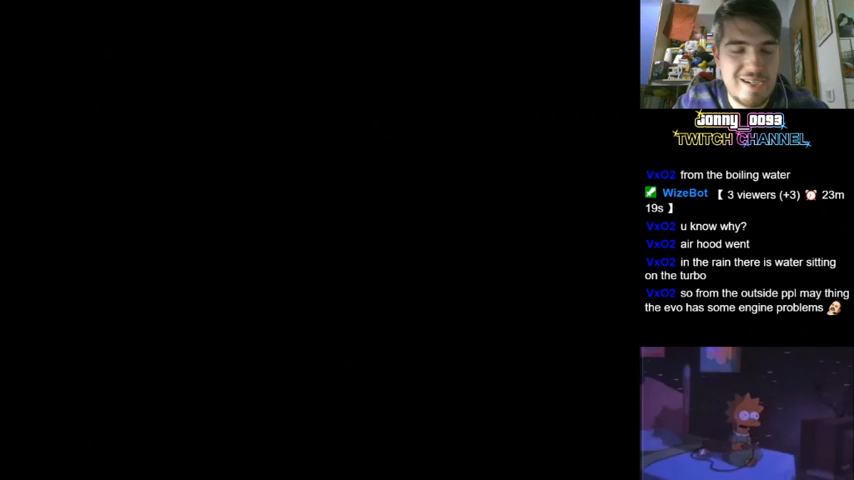 JONNY_0093
TWITCH CHANNEL
VxO2 from the boiling water
WizeBot 【 3 viewers (+3) ⏰ 23m
19s 】
VxO2 u know why?
VxO2 air hood went
VxO2 in the rain there is water sitting
on the turbo
VxO2 so from the outside ppl may thing
the evo has some engine problems